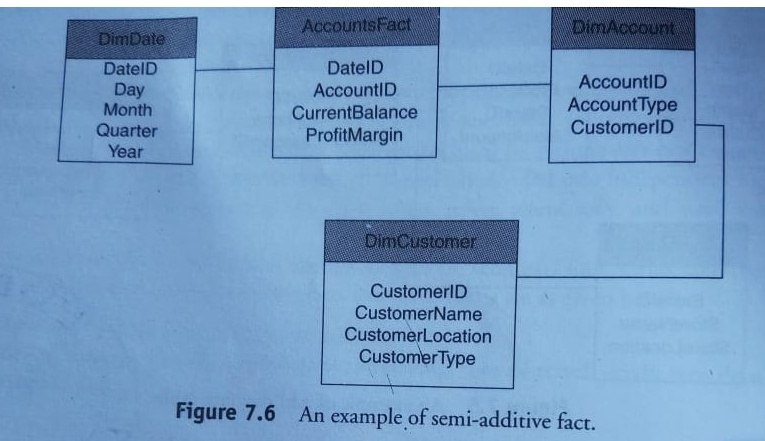 DimDate
DateID
Day
Month
Quarter
Year
AccountsFact
DateID
AccountID
CurrentBalance
ProfitMargin
DimAccount
AccountID
AccountType
CustomerID
DimCustomer
CustomerID
CustomerName
CustomerLocation
CustomerType
Figure 7.6 An example of semi-additive fact.